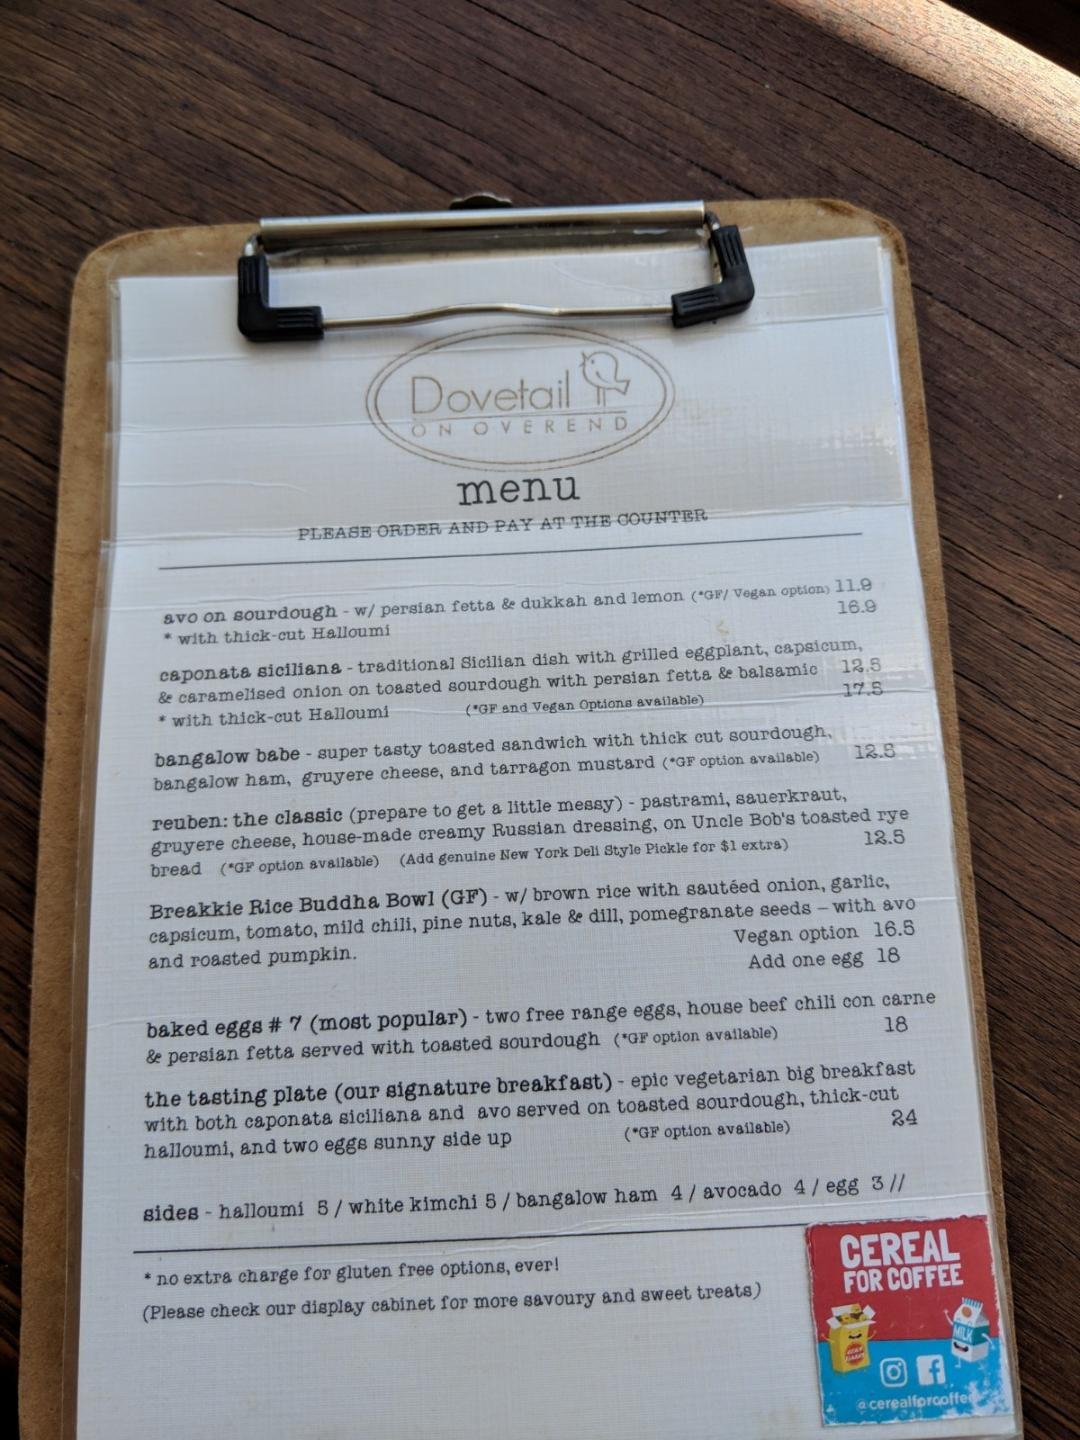 Dovetail
ON OVEREND
menu
PLEASE ORDER AND PAY AT THE COUNTER
avo on sourdough - w/ persian fetta & dukkah and lemon (*GF/ Vegan option) 11.9
* with thick-cut Halloumi 16.9
caponata siciliana - traditional Sicilian dish with grilled eggplant, capsicum,
& caramelised onion on toasted sourdough with persian fetta & balsamic 12.5
* with thick-cut Halloumi (*GF and Vegan Options available) 17.5
bangalow babe - super tasty toasted sandwich with thick cut sourdough,
bangalow ham, gruyere cheese, and tarragon mustard (*GF option available) 12.5
reuben: the classic (prepare to get a little messy) - pastrami, sauerkraut,
gruyere cheese, house-made creamy Russian dressing, on Uncle Bob's toasted rye
bread (*GF option available) (Add genuine New York Deli Style Pickle for $1 extra) 12.5
Breakkie Rice Buddha Bowl (GF) - w/ brown rice with sautéed onion, garlic,
capsicum, tomato, mild chili, pine nuts, kale & dill, pomegranate seeds – with avo
and roasted pumpkin. Vegan option 16.5
Add one egg 18
baked eggs # 7 (most popular) - two free range eggs, house beef chili con carne
& persian fetta served with toasted sourdough (*GF option available) 18
the tasting plate (our signature breakfast) - epic vegetarian big breakfast
with both caponata siciliana and avo served on toasted sourdough, thick-cut
halloumi, and two eggs sunny side up (*GF option available) 24
sides - halloumi 5 / white kimchi 5 / bangalow ham 4 / avocado 4 / egg 3 //
* no extra charge for gluten free options, ever!
(Please check our display cabinet for more savoury and sweet treats)
CEREAL
FOR COFFEE
MILK
@cerealforcoffee